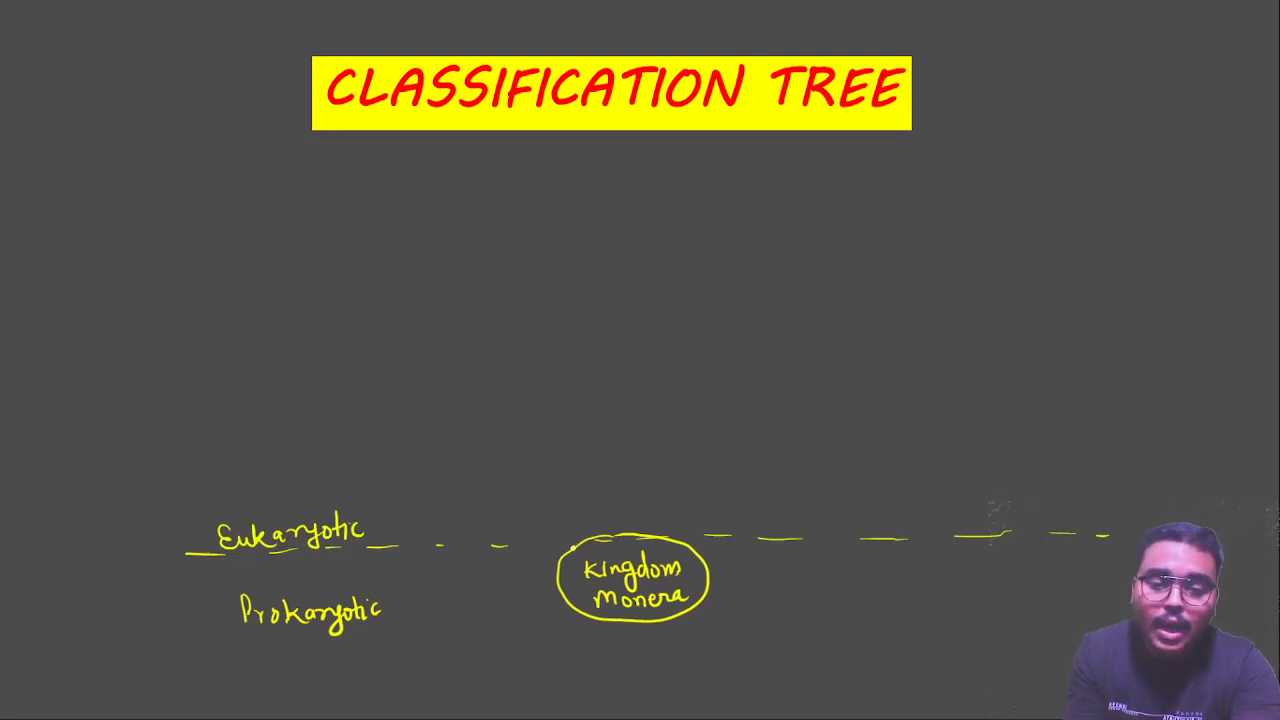 CLASSIFICATION TREE
Eukaryotic
Kingdom
Monera
Prokaryotic